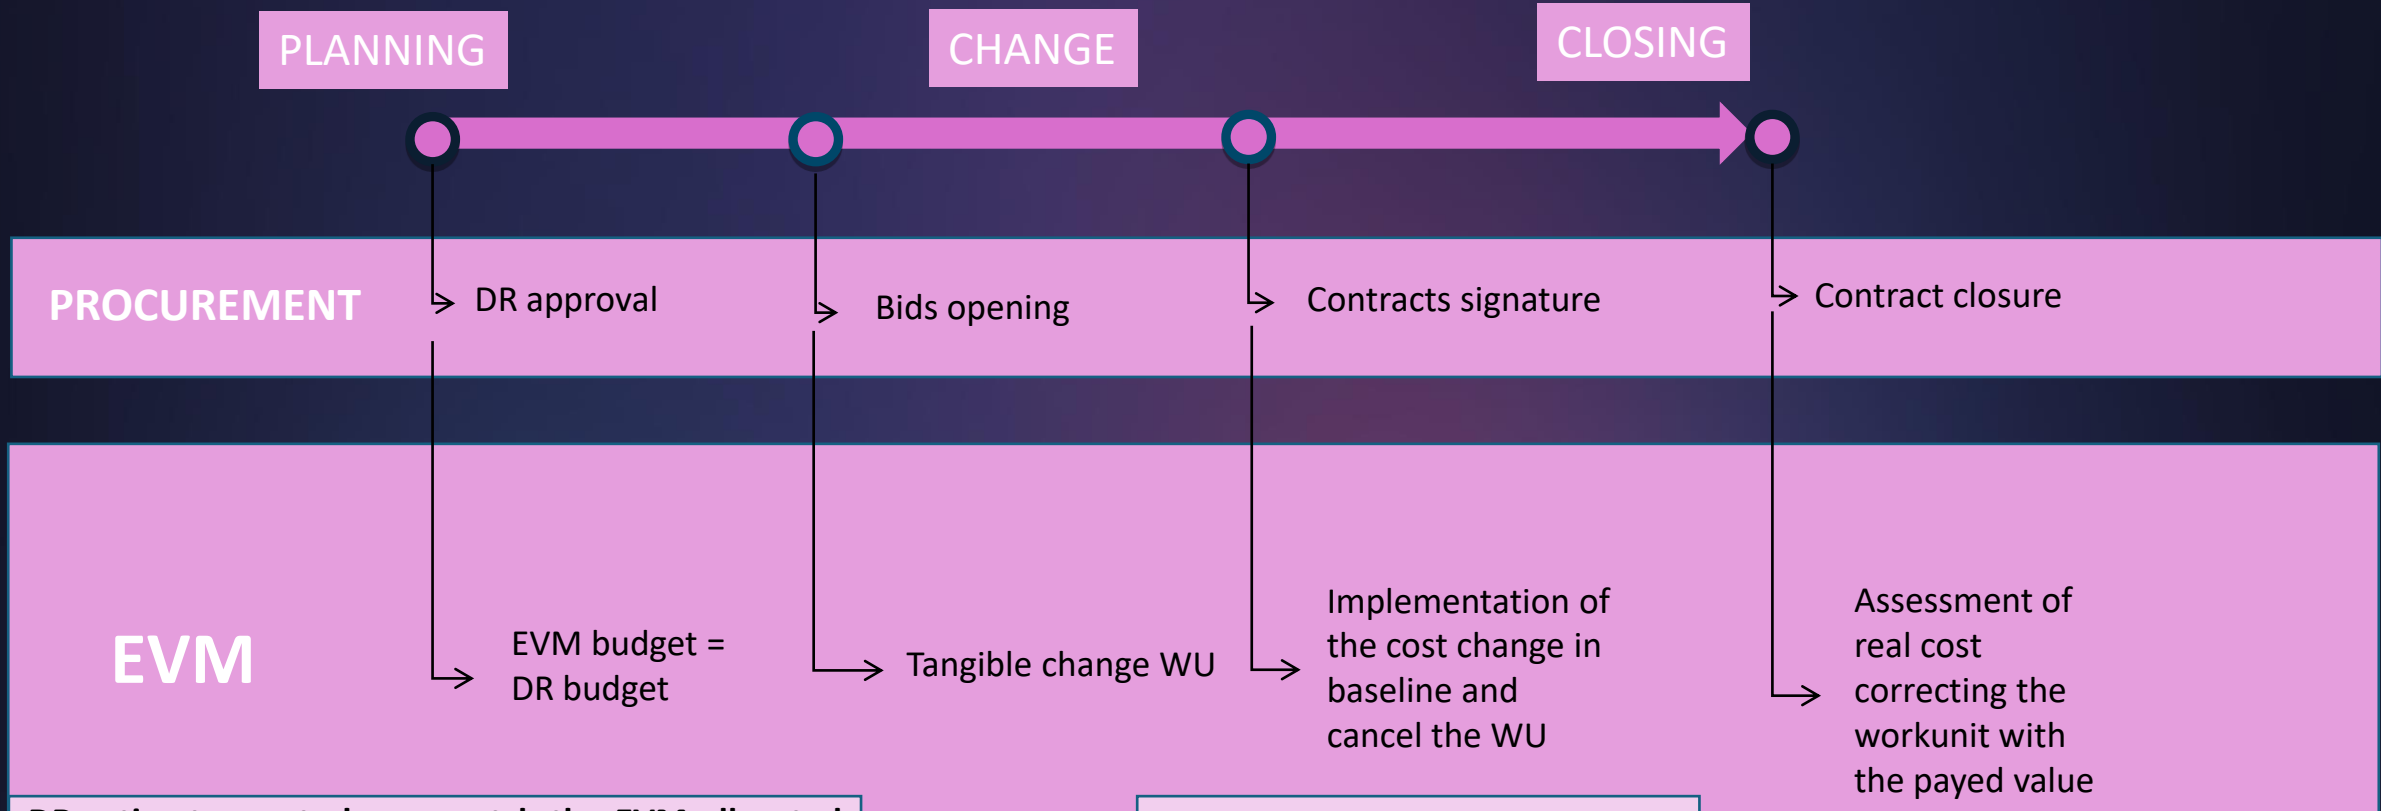 PLANNING
CHANGE
CLOSING
PROCUREMENT
DR approval
Bids opening
Contracts signature
Contract closure
EVM
EVM budget =
DR budget
Tangible change WU
Implementation of
the cost change in
baseline and
cancel the WU
Assessment of
real cost
correcting the
workunit with
the payed value